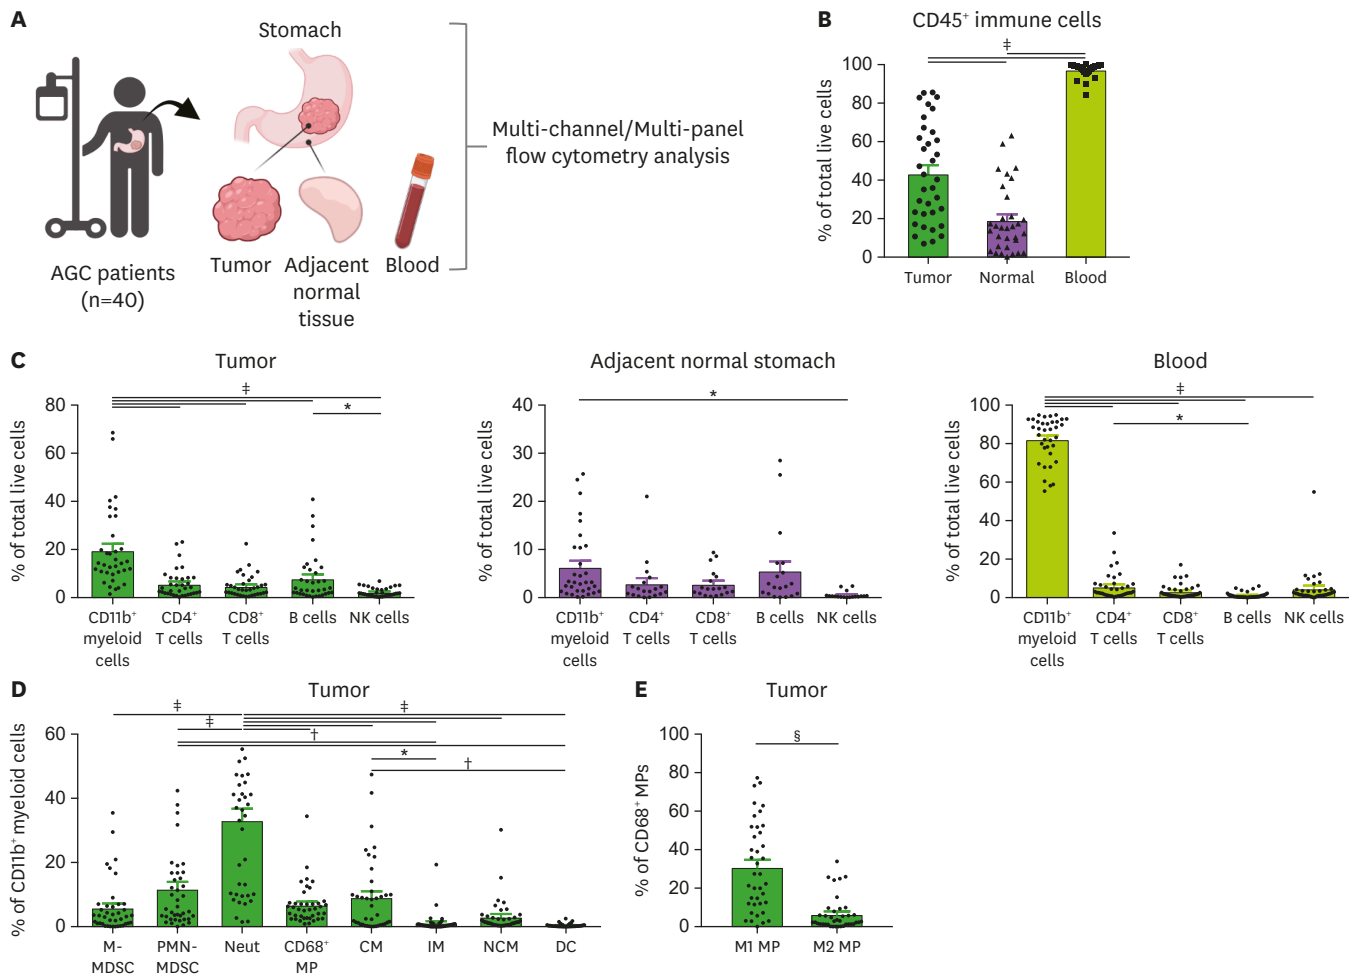 A
Stomach
Multi-channel/Multi-panel
flow cytometry analysis
AGC patients
(n=40)
Tumor
Adjacent
normal
tissue
Blood
B
CD45⁺ immune cells
‡
% of total live cells
100
80
60
40
20
0
Tumor
Normal
Blood
C
Tumor
‡
*
% of total live cells
80
60
40
20
0
CD11b⁺
myeloid
cells
CD4⁺
T cells
CD8⁺
T cells
B cells
NK cells
Adjacent normal stomach
*
% of total live cells
40
30
20
10
0
CD11b⁺
myeloid
cells
CD4⁺
T cells
CD8⁺
T cells
B cells
NK cells
Blood
‡
*
% of total live cells
100
80
60
40
20
0
CD11b⁺
myeloid
cells
CD4⁺
T cells
CD8⁺
T cells
B cells
NK cells
D
Tumor
‡
‡
‡
†
*
†
% of CD11b⁺ myeloid cells
60
40
20
0
M-
MDSC
PMN-
MDSC
Neut
CD68⁺
MP
CM
IM
NCM
DC
E
Tumor
§
% of CD68⁺ MPs
100
80
60
40
20
0
M1 MP
M2 MP